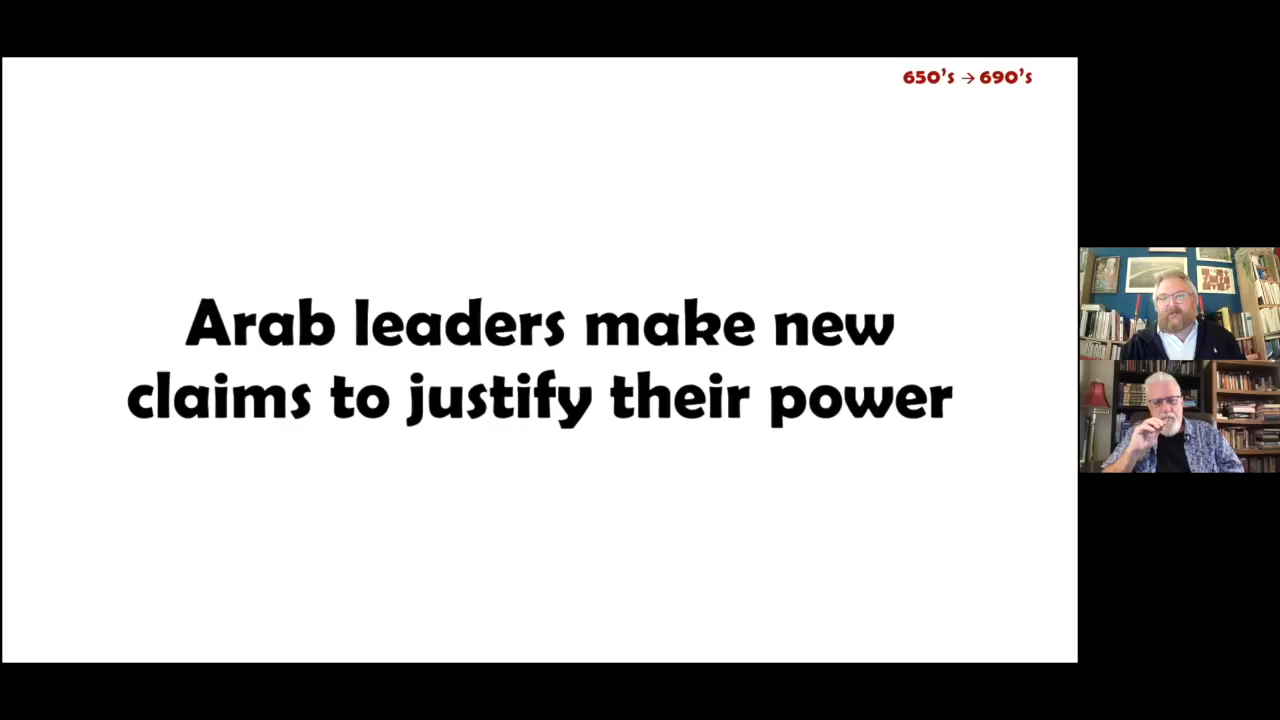 650's → 690's
Arab leaders make new
claims to justify their power